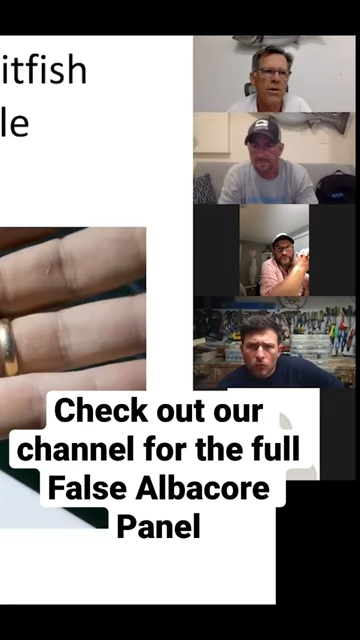 itfish
le
Check out our
channel for the full
False Albacore
Panel